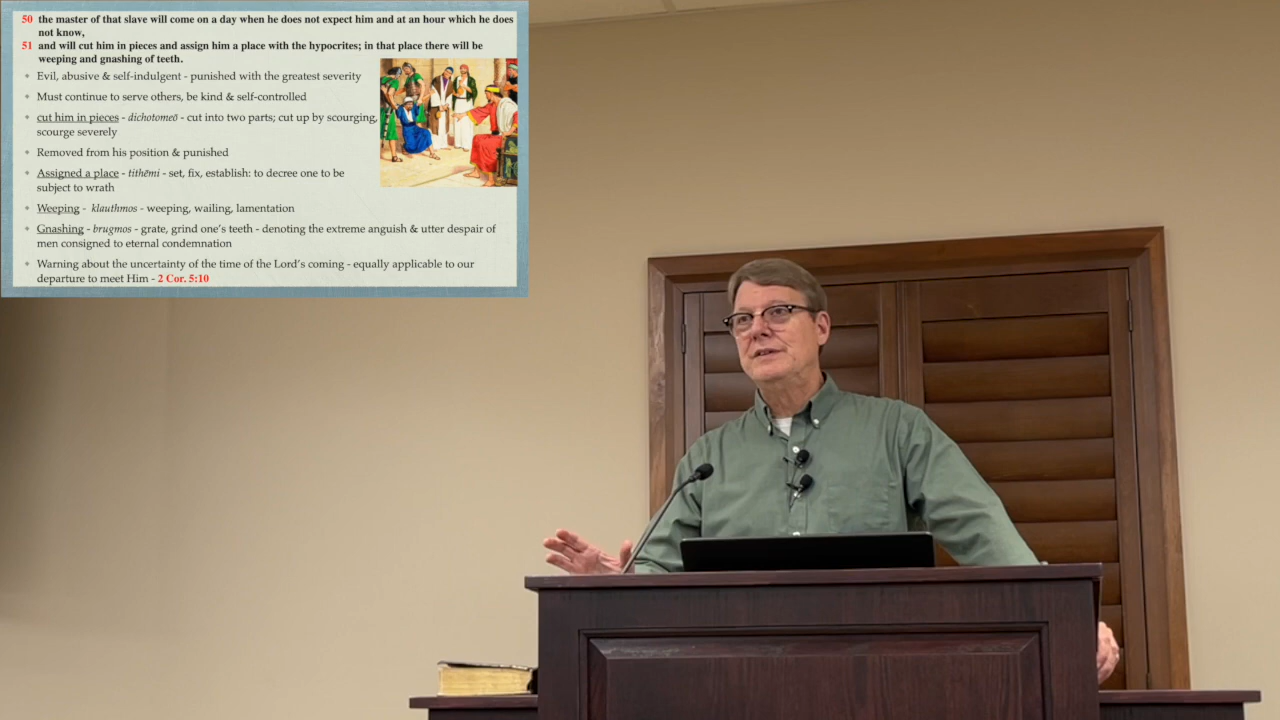 50 the master of that slave will come on a day when he does not expect him and at an hour which he does
not know,
51 and will cut him in pieces and assign him a place with the hypocrites; in that place there will be
weeping and gnashing of teeth.
Evil, abusive & self-indulgent - punished with the greatest severity
Must continue to serve others, be kind & self-controlled
cut him in pieces - dichotomeō - cut into two parts; cut up by scourging,
scourge severely
Removed from his position & punished
Assigned a place - tithēmi - set, fix, establish: to decree one to be
subject to wrath
Weeping - klauthmos - weeping, wailing, lamentation
Gnashing - brugmos - grate, grind one's teeth - denoting the extreme anguish & utter despair of
men consigned to eternal condemnation
Warning about the uncertainty of the time of the Lord's coming - equally applicable to our
departure to meet Him - 2 Cor. 5:10